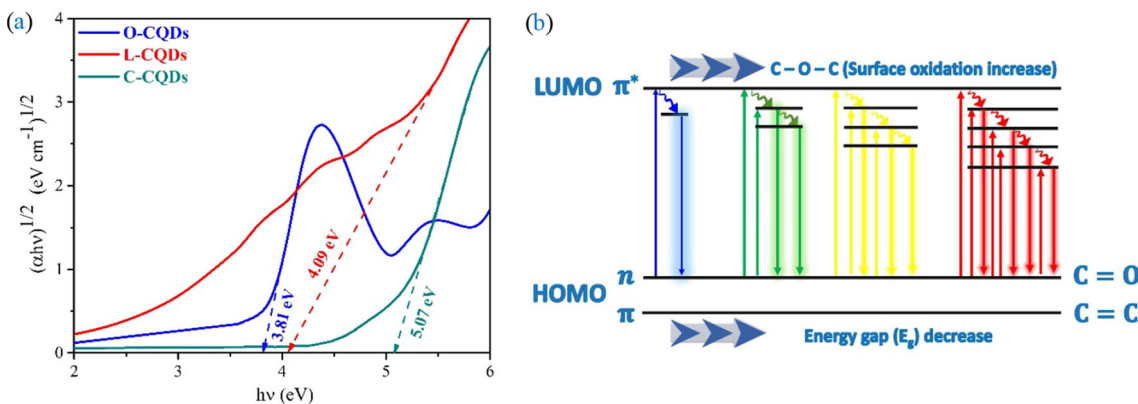 (a)
O-CQDs
L-CQDs
C-CQDs
(αhν)1/2 (eV cm-1)1/2
4
3
2
1
0
2
3
4
5
6
hν (eV)
3.81 eV
4.09 eV
5.07 eV
(b)
C – O – C (Surface oxidation increase)
LUMO π*
n
C = O
HOMO
π
C = C
Energy gap (Eg) decrease